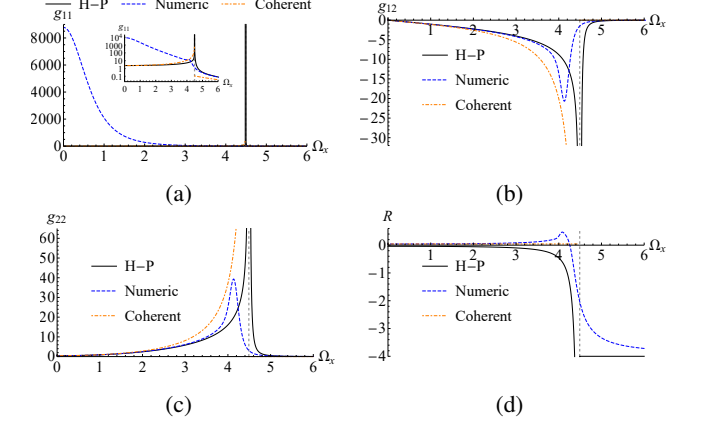 g11 H−P Numeric Coherent
8000
6000
4000
2000
0
0 1 2 3 4 5 6 Ωx
g11
10^4
1000
100
10
1
0.1
0 1 2 3 4 5 6 Ωx
(a)
g12
0 1 2 3 4 5 6 Ωx
−5
−10
−15
−20
−25
−30
H−P
Numeric
Coherent
(b)
g22
60
50
40
30
20
10
0
0 1 2 3 4 5 6 Ωx
H−P
Numeric
Coherent
(c)
R
0
1 2 3 4 5 6 Ωx
−1
−2
−3
−4
H−P
Numeric
Coherent
(d)